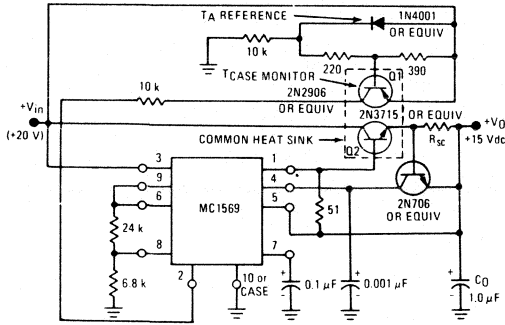 TA REFERENCE
1N4001
OR EQUIV
10 k
220
390
TCASE MONITOR
Q1
10 k
2N2906
OR EQUIV
2N3715
OR EQUIV
+Vin
(+20 V)
COMMON HEAT SINK
Q2
RSC
+VO
+15 Vdc
3
9
6
8
2
MC1569
10 or
CASE
1
4
5
7
51
2N706
OR EQUIV
24 k
6.8 k
+
0.1 µF
-
+
0.001 µF
-
+
CO
1.0 µF
-